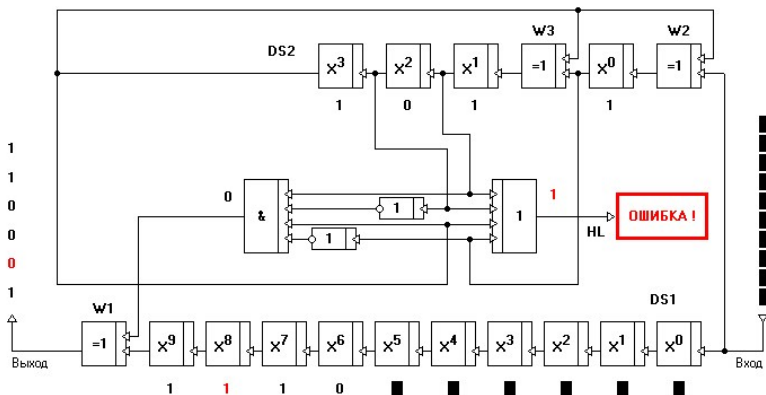 W3 W2
DS2
X3 X2 X1 =1 X0 =1
1 0 1 1
1
1
0
0
0
1
0 & 1 1 1 1 ОШИБКА !
HL
W1 DS1
=1 X9 X8 X7 X6 X5 X4 X3 X2 X1 X0
Выход Вход
1 1 1 0